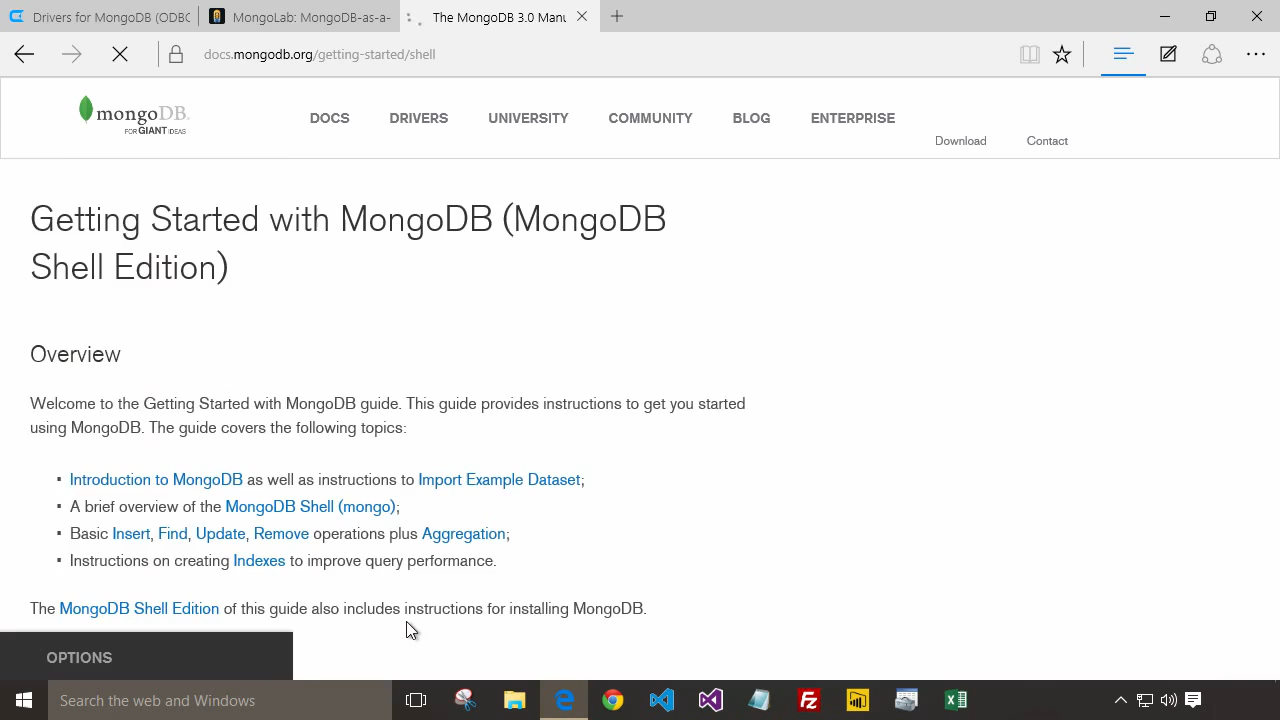 Drivers for MongoDB (ODBC
MongoLab: MongoDB-as-a-
The MongoDB 3.0 Manu
docs.mongodb.org/getting-started/shell
mongoDB.
FOR GIANT IDEAS
DOCS
DRIVERS
UNIVERSITY
COMMUNITY
BLOG
ENTERPRISE
Download
Contact
Getting Started with MongoDB (MongoDB
Shell Edition)
Overview
Welcome to the Getting Started with MongoDB guide. This guide provides instructions to get you started
using MongoDB. The guide covers the following topics:
▪ Introduction to MongoDB as well as instructions to Import Example Dataset;
▪ A brief overview of the MongoDB Shell (mongo);
▪ Basic Insert, Find, Update, Remove operations plus Aggregation;
▪ Instructions on creating Indexes to improve query performance.
The MongoDB Shell Edition of this guide also includes instructions for installing MongoDB.
OPTIONS
Search the web and Windows